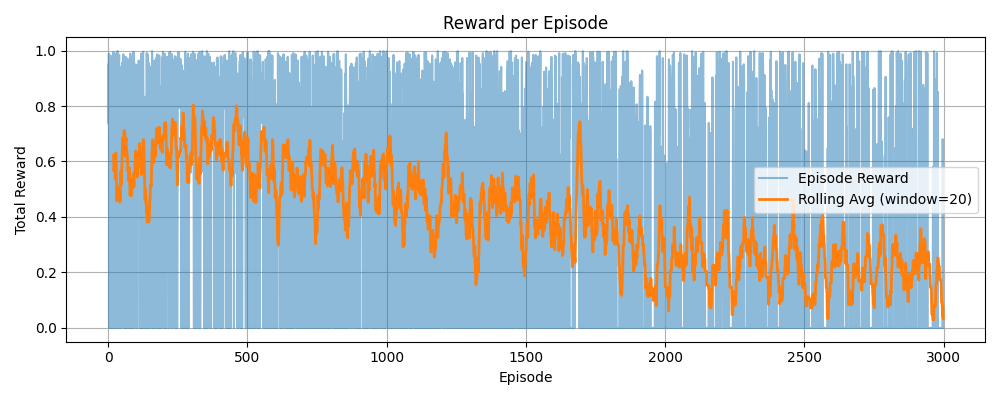 Reward per Episode
1.0
0.8
0.6
0.4
0.2
0.0
Total Reward
Episode Reward
Rolling Avg (window=20)
0
500
1000
1500
2000
2500
3000
Episode